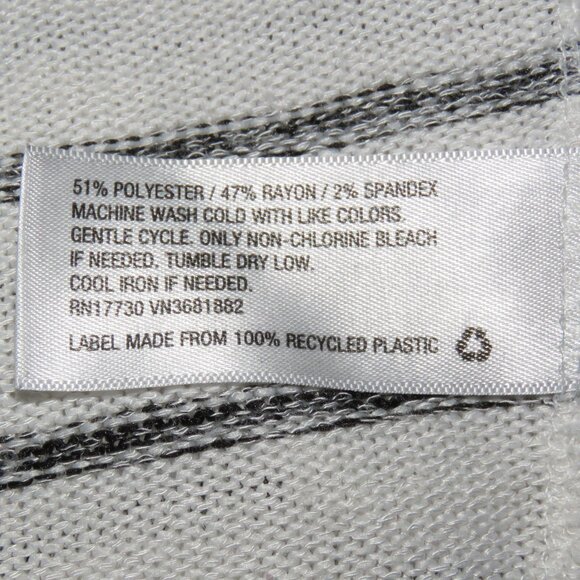 51% POLYESTER / 47% RAYON / 2% SPANDEX
MACHINE WASH COLD WITH LIKE COLORS.
GENTLE CYCLE. ONLY NON-CHLORINE BLEACH
IF NEEDED. TUMBLE DRY LOW.
COOL IRON IF NEEDED.
RN17730 VN3681882
LABEL MADE FROM 100% RECYCLED PLASTIC